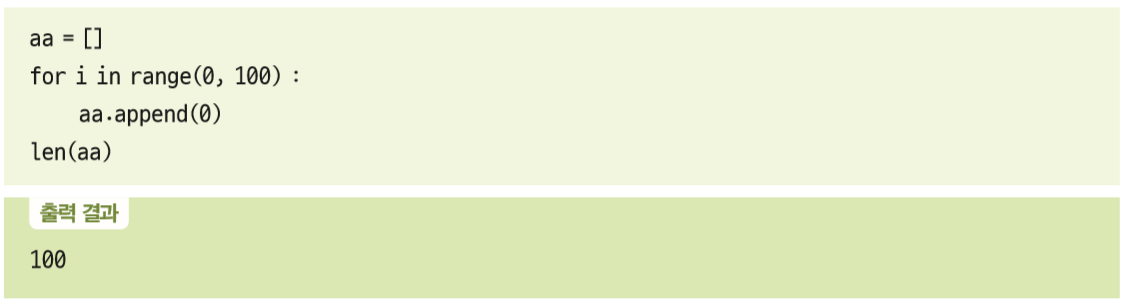 aa = []
for i in range(0, 100) :
    aa.append(0)
len(aa)
출력 결과
100